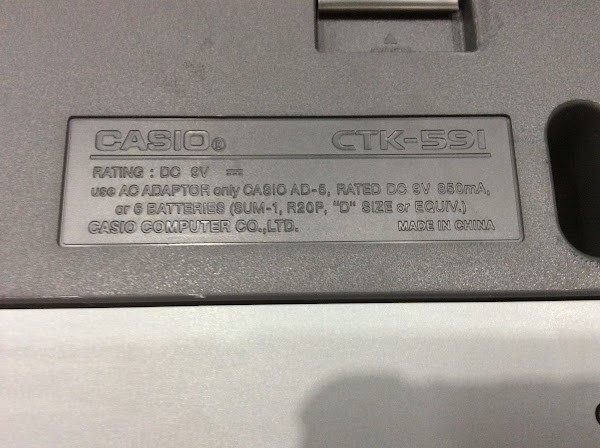 CASIO® CTK-591
RATING : DC 9V ⎓
use AC ADAPTOR only CASIO AD-5, RATED DC 9V 850mA,
or 6 BATTERIES (SUM-1, R20P, "D" SIZE or EQUIV.)
CASIO COMPUTER CO.,LTD. MADE IN CHINA